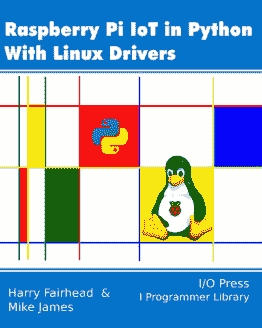 Raspberry Pi IoT in Python
With Linux Drivers
Harry Fairhead &
Mike James
I/O Press
I Programmer Library